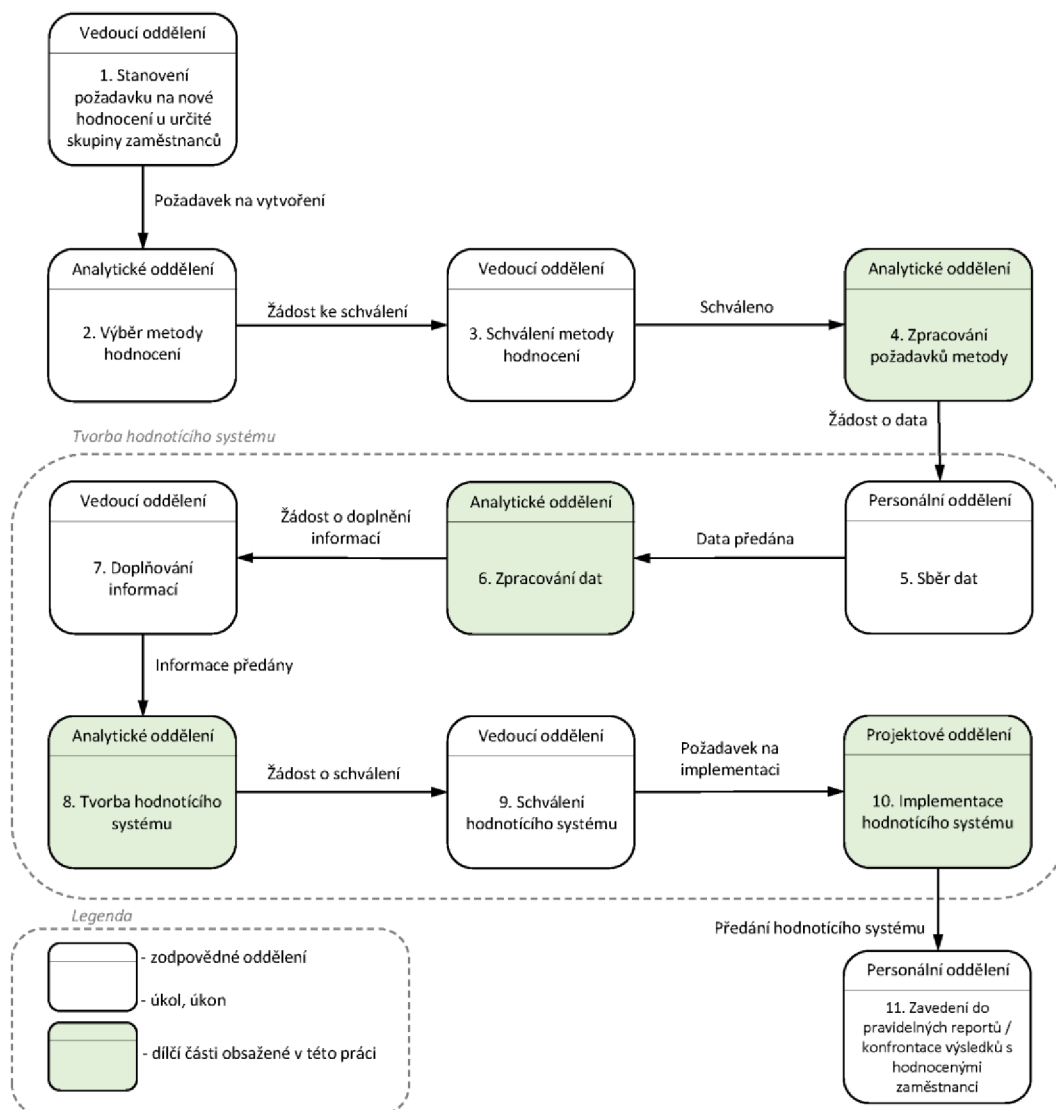 Vedoucí oddělení
1. Stanovení
požadavku na nové
hodnocení u určité
skupiny zaměstnanců
Požadavek na vytvoření
Analytické oddělení
2. Výběr metody
hodnocení
Žádost ke schválení
Vedoucí oddělení
3. Schválení metody
hodnocení
Schváleno
Analytické oddělení
4. Zpracování
požadavků metody
Žádost o data
Tvorba hodnotícího systému
Personální oddělení
5. Sběr dat
Data předána
Analytické oddělení
6. Zpracování dat
Žádost o doplnění
informací
Vedoucí oddělení
7. Doplňování
informací
Informace předány
Analytické oddělení
8. Tvorba hodnotícího
systému
Žádost o schválení
Vedoucí oddělení
9. Schválení
hodnotícího systému
Požadavek na
implementaci
Projektové oddělení
10. Implementace
hodnotícího systému
Předání hodnotícího systému
Personální oddělení
11. Zavedení do
pravidelných reportů /
konfrontace výsledků s
hodnocenými
zaměstnanci
Legenda
- zodpovědné oddělení
- úkol, úkon
- dílčí části obsažené v této práci